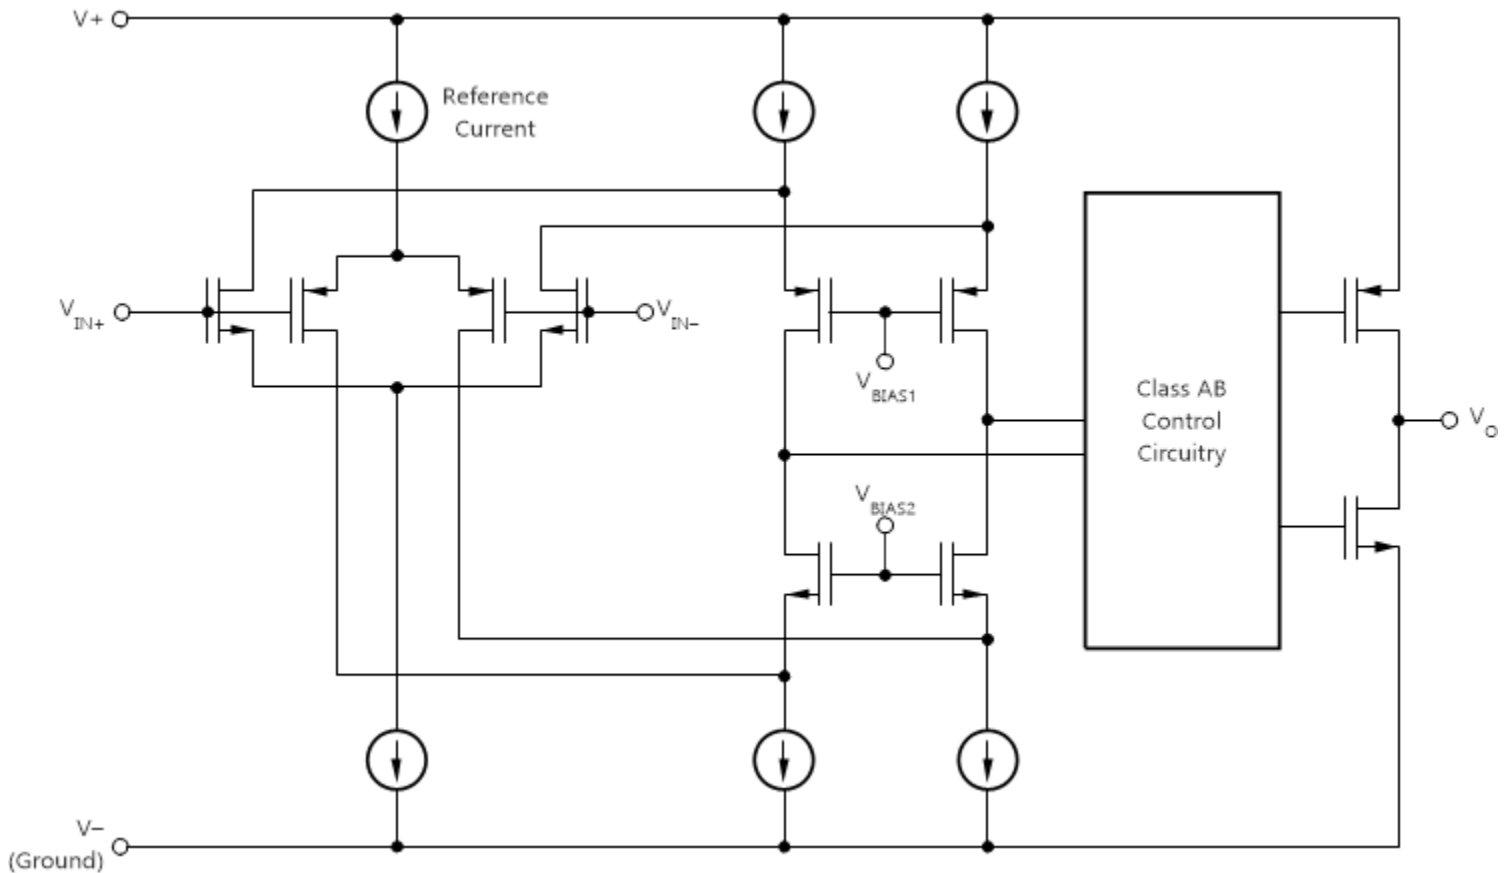 V+
Reference
Current
VIN+
VIN−
VBIAS1
Class AB
Control
Circuitry
VO
VBIAS2
V−
(Ground)